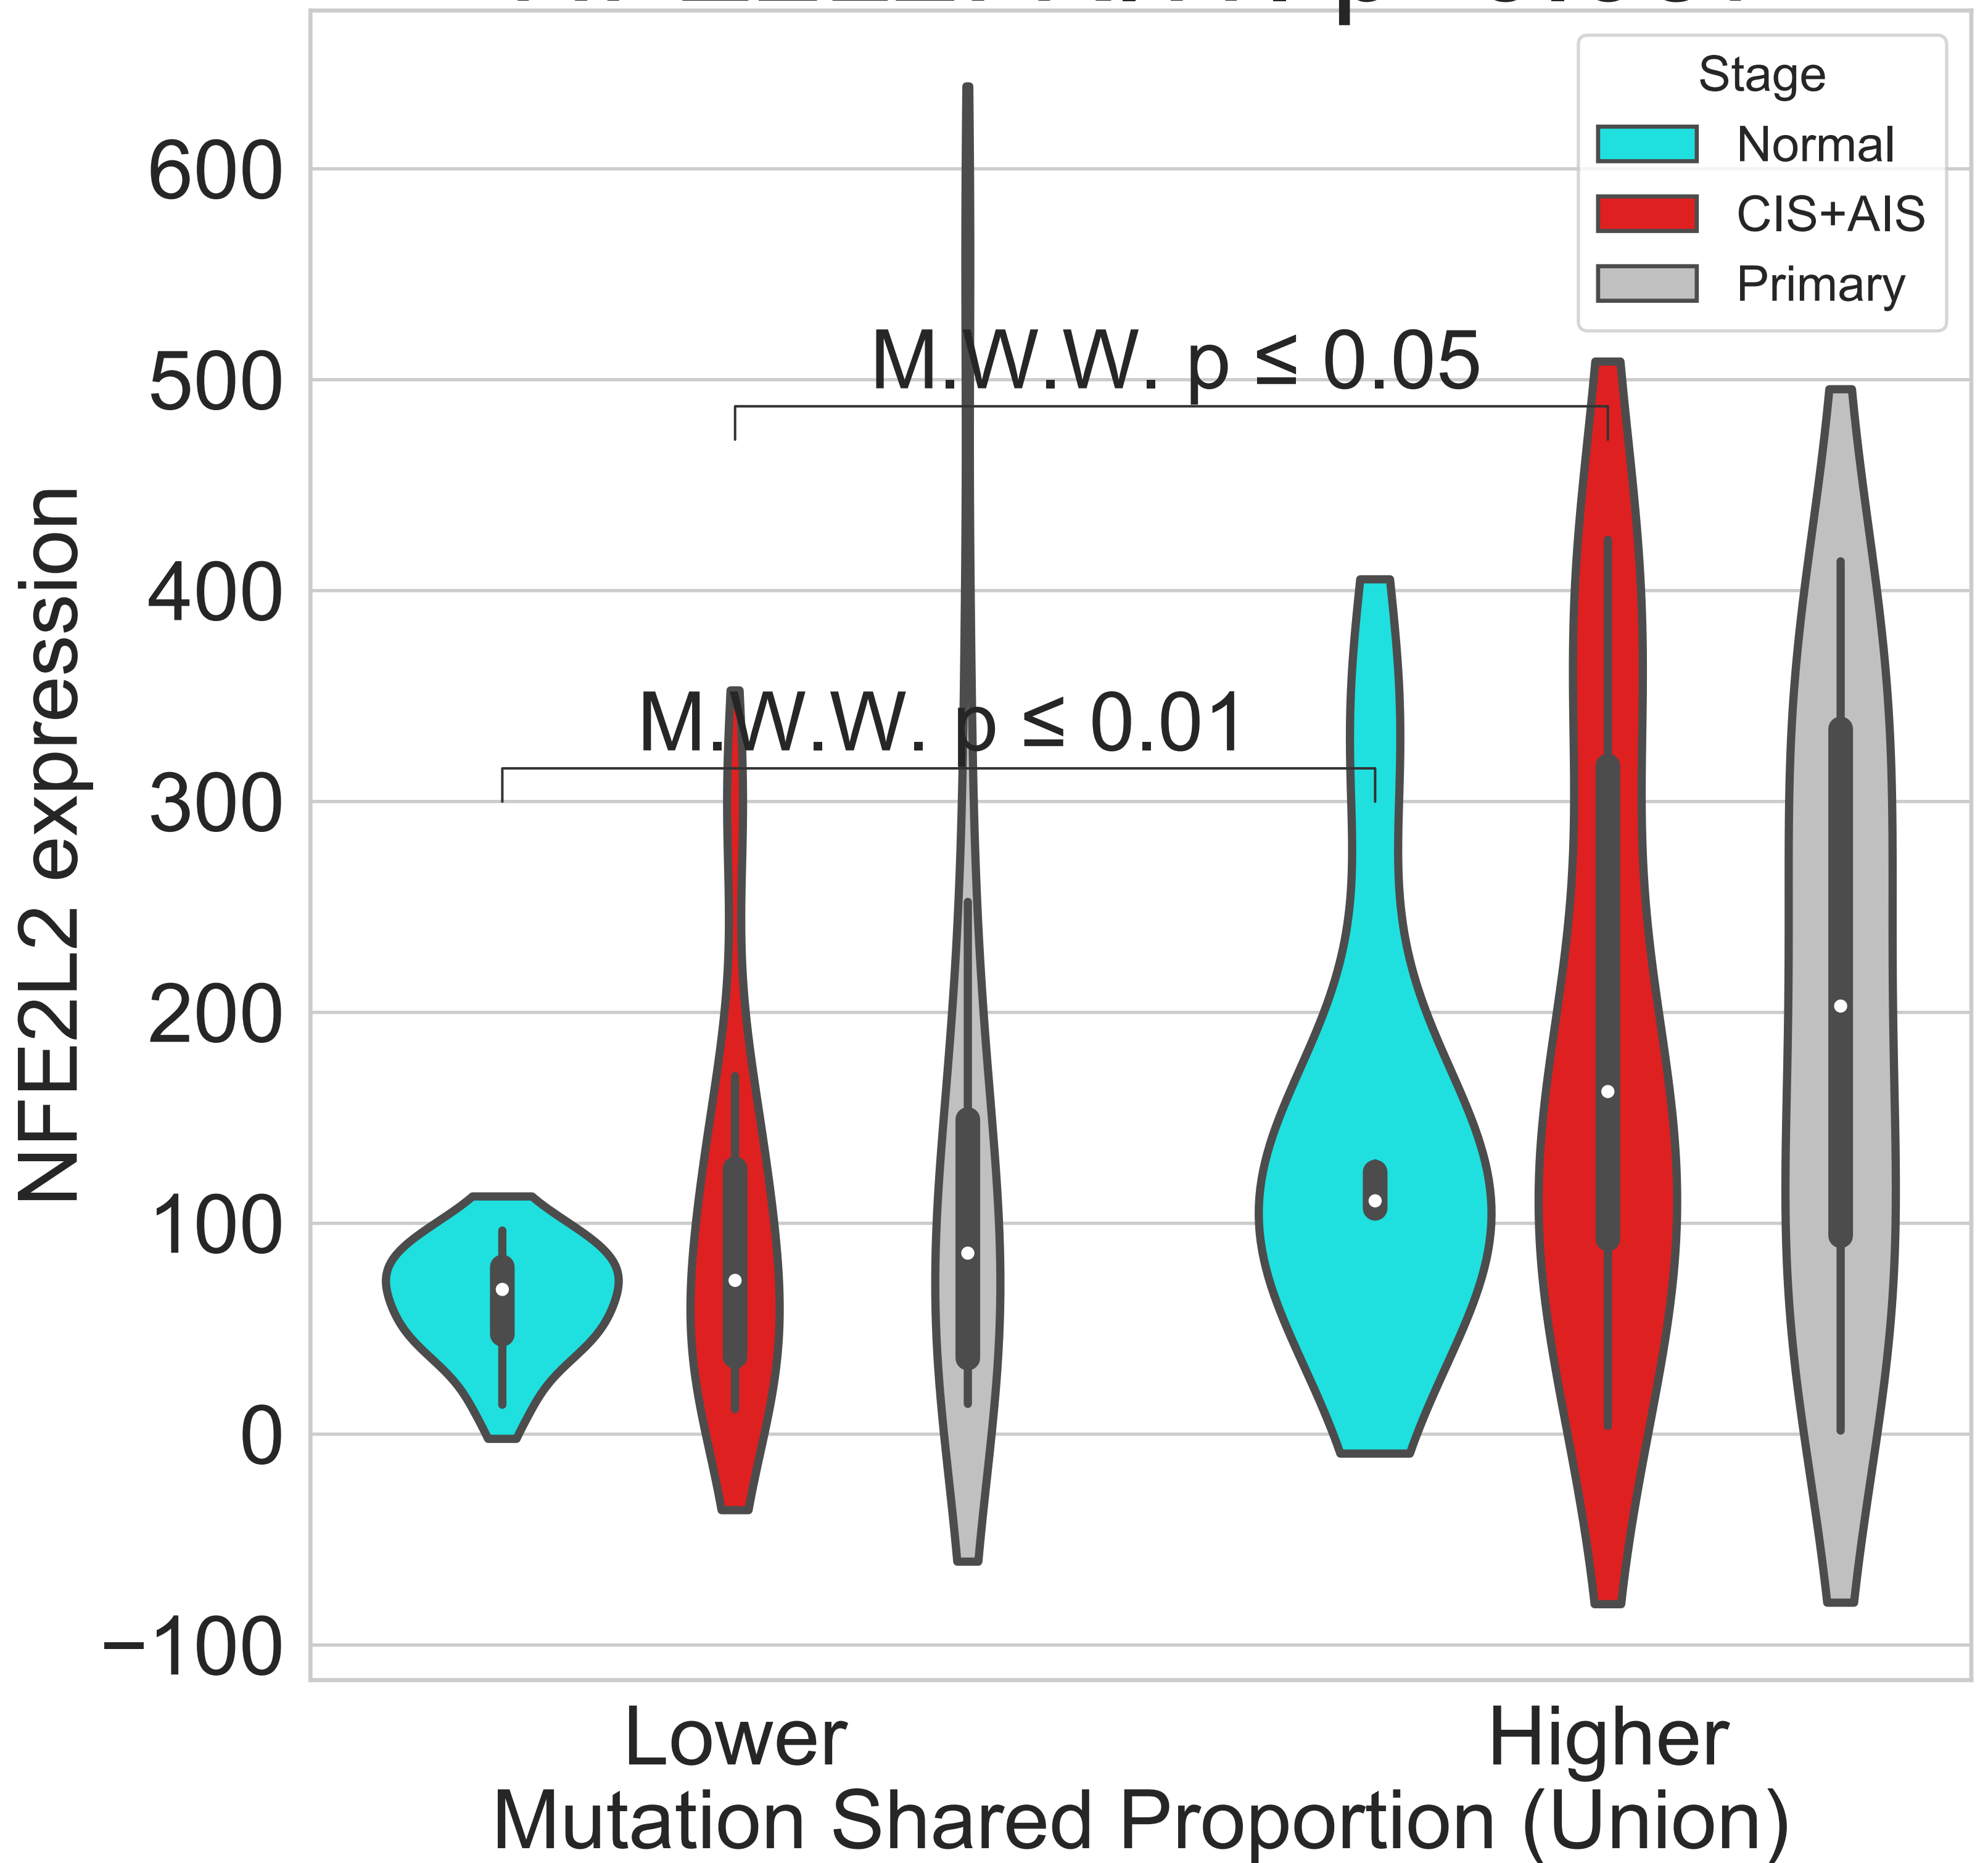 Stage
Normal
CIS+AIS
Primary
600
500
400
300
200
100
0
−100
NFE2L2 expression
M.W.W. p ≤ 0.05
M.W.W. p ≤ 0.01
Lower
Higher
Mutation Shared Proportion (Union)